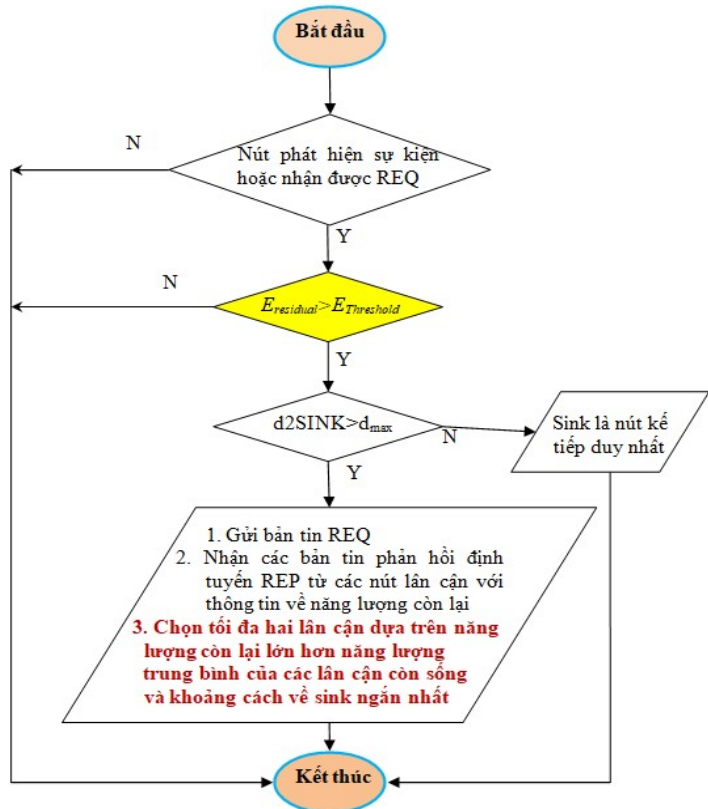 Bắt đầu
N
Nút phát hiện sự kiện
hoặc nhận được REQ
Y
N
Eresidual>EThreshold
Y
d2SINK>dmax
N
Sink là nút kế
tiếp duy nhất
Y
1. Gửi bản tin REQ
2. Nhận các bản tin phản hồi định
tuyến REP từ các nút lân cận với
thông tin về năng lượng còn lại
3. Chọn tối đa hai lân cận dựa trên năng
lượng còn lại lớn hơn năng lượng
trung bình của các lân cận còn sống
và khoảng cách về sink ngắn nhất
Kết thúc